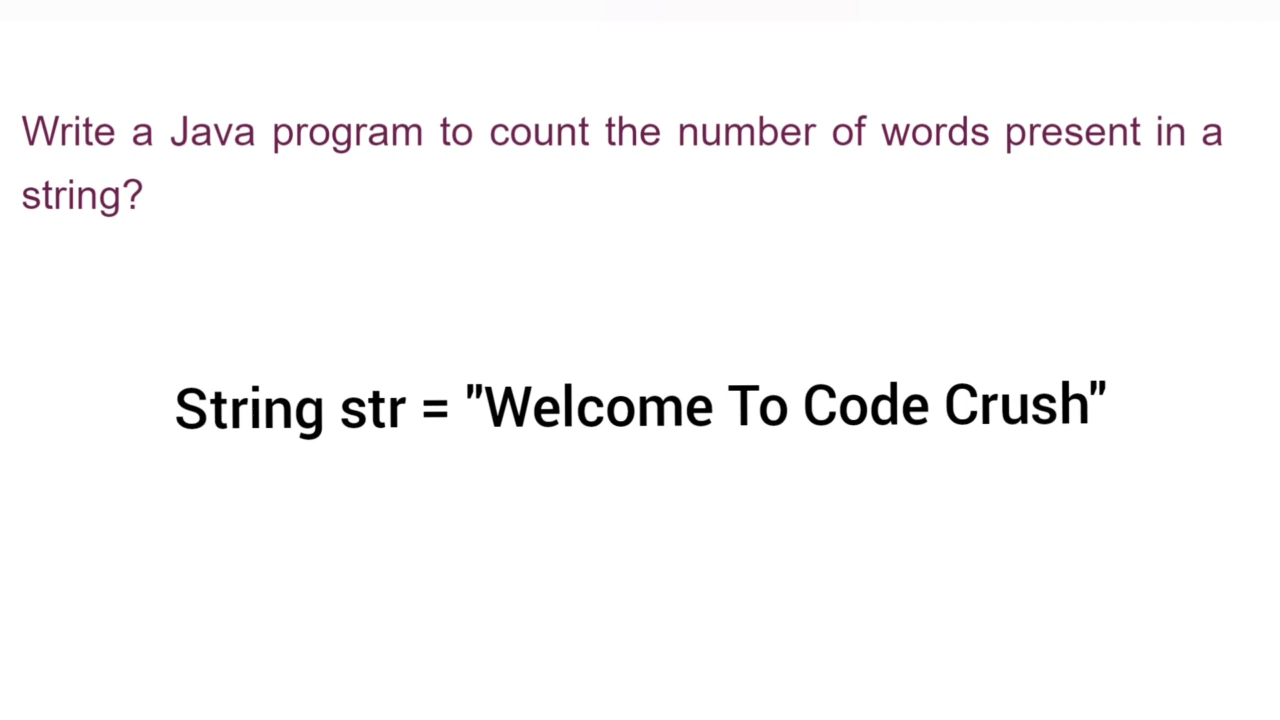 Write a Java program to count the number of words present in a
string?
String str = "Welcome To Code Crush"